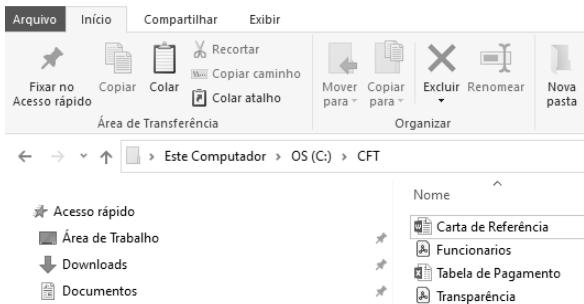 Arquivo Início Compartilhar Exibir
Fixar no Acesso rápido
Copiar
Colar
Recortar
Copiar caminho
Colar atalho
Mover para
Copiar para
Excluir
Renomear
Nova pasta
Área de Transferência
Organizar
Este Computador > OS (C:) > CFT
Acesso rápido
Área de Trabalho
Downloads
Documentos
Nome
Carta de Referência
Funcionarios
Tabela de Pagamento
Transparência